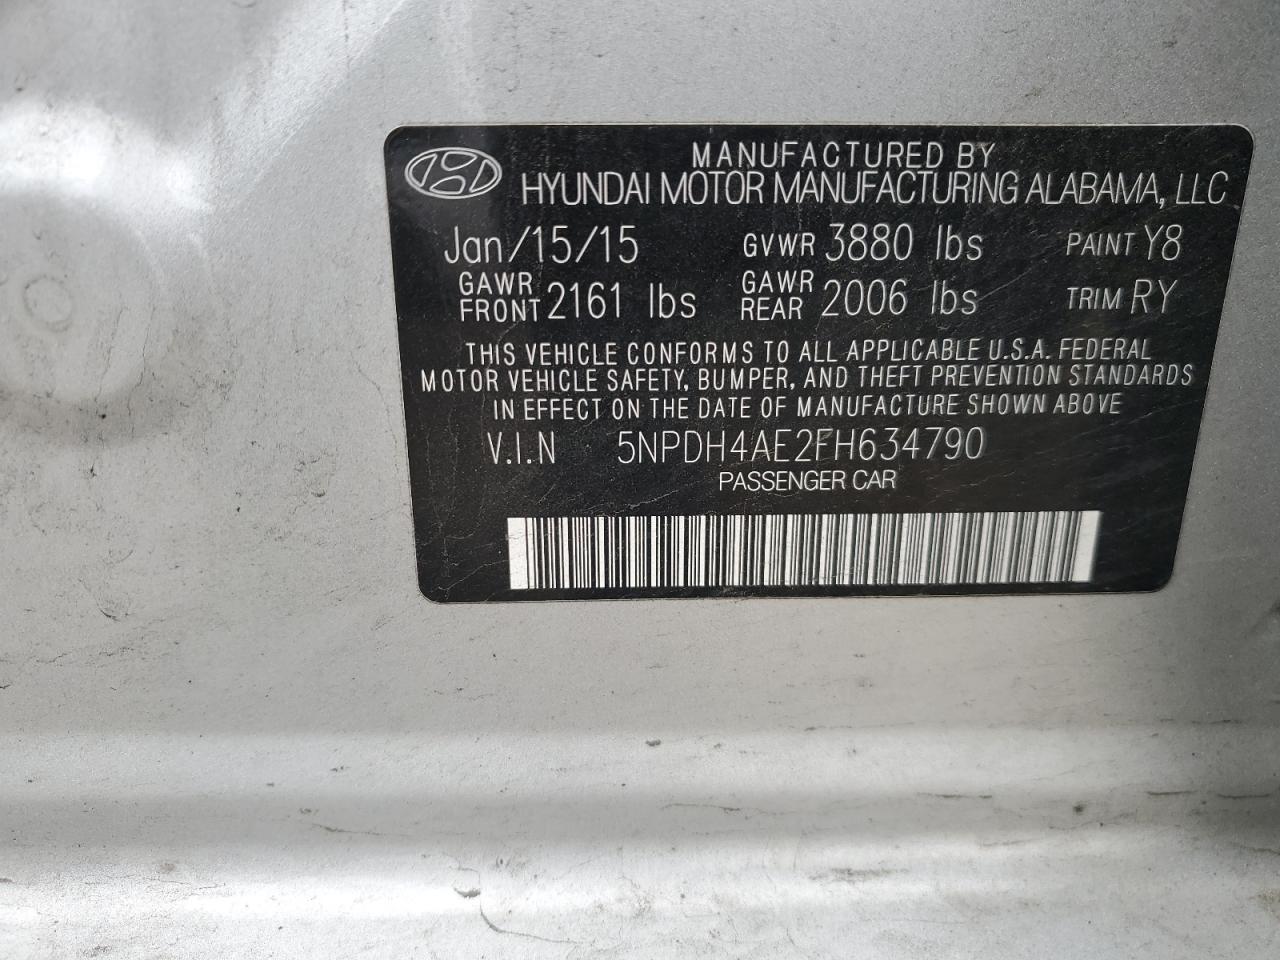 MANUFACTURED BY
HYUNDAI MOTOR MANUFACTURING ALABAMA, LLC
Jan/15/15 GVWR 3880 lbs PAINT Y8
GAWR FRONT 2161 lbs GAWR REAR 2006 lbs TRIM RY
THIS VEHICLE CONFORMS TO ALL APPLICABLE U.S.A. FEDERAL
MOTOR VEHICLE SAFETY, BUMPER, AND THEFT PREVENTION STANDARDS
IN EFFECT ON THE DATE OF MANUFACTURE SHOWN ABOVE
V.I.N 5NPDH4AE2FH634790
PASSENGER CAR